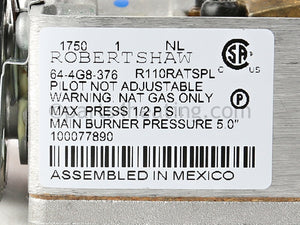 1750 1 NL
ROBERTSHAW
64-4G8-376 R110RATSPL
C US
PILOT NOT ADJUSTABLE
WARNING. NAT GAS ONLY
MAX. PRESS 1/2 P S I
P
MAIN BURNER PRESSURE 5.0"
100077890
ASSEMBLED IN MEXICO